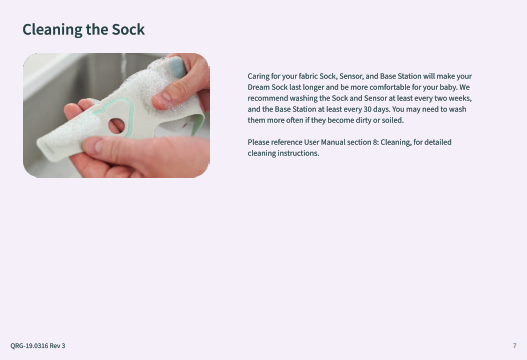 Cleaning the Sock
Caring for your fabric Sock, Sensor, and Base Station will make your
Dream Sock last longer and be more comfortable for your baby. We
recommend washing the Sock and Sensor at least every two weeks,
and the Base Station at least every 30 days. You may need to wash
them more often if they become dirty or soiled.
Please reference User Manual section 8: Cleaning, for detailed
cleaning instructions.
QRG-19.0316 Rev 3
7